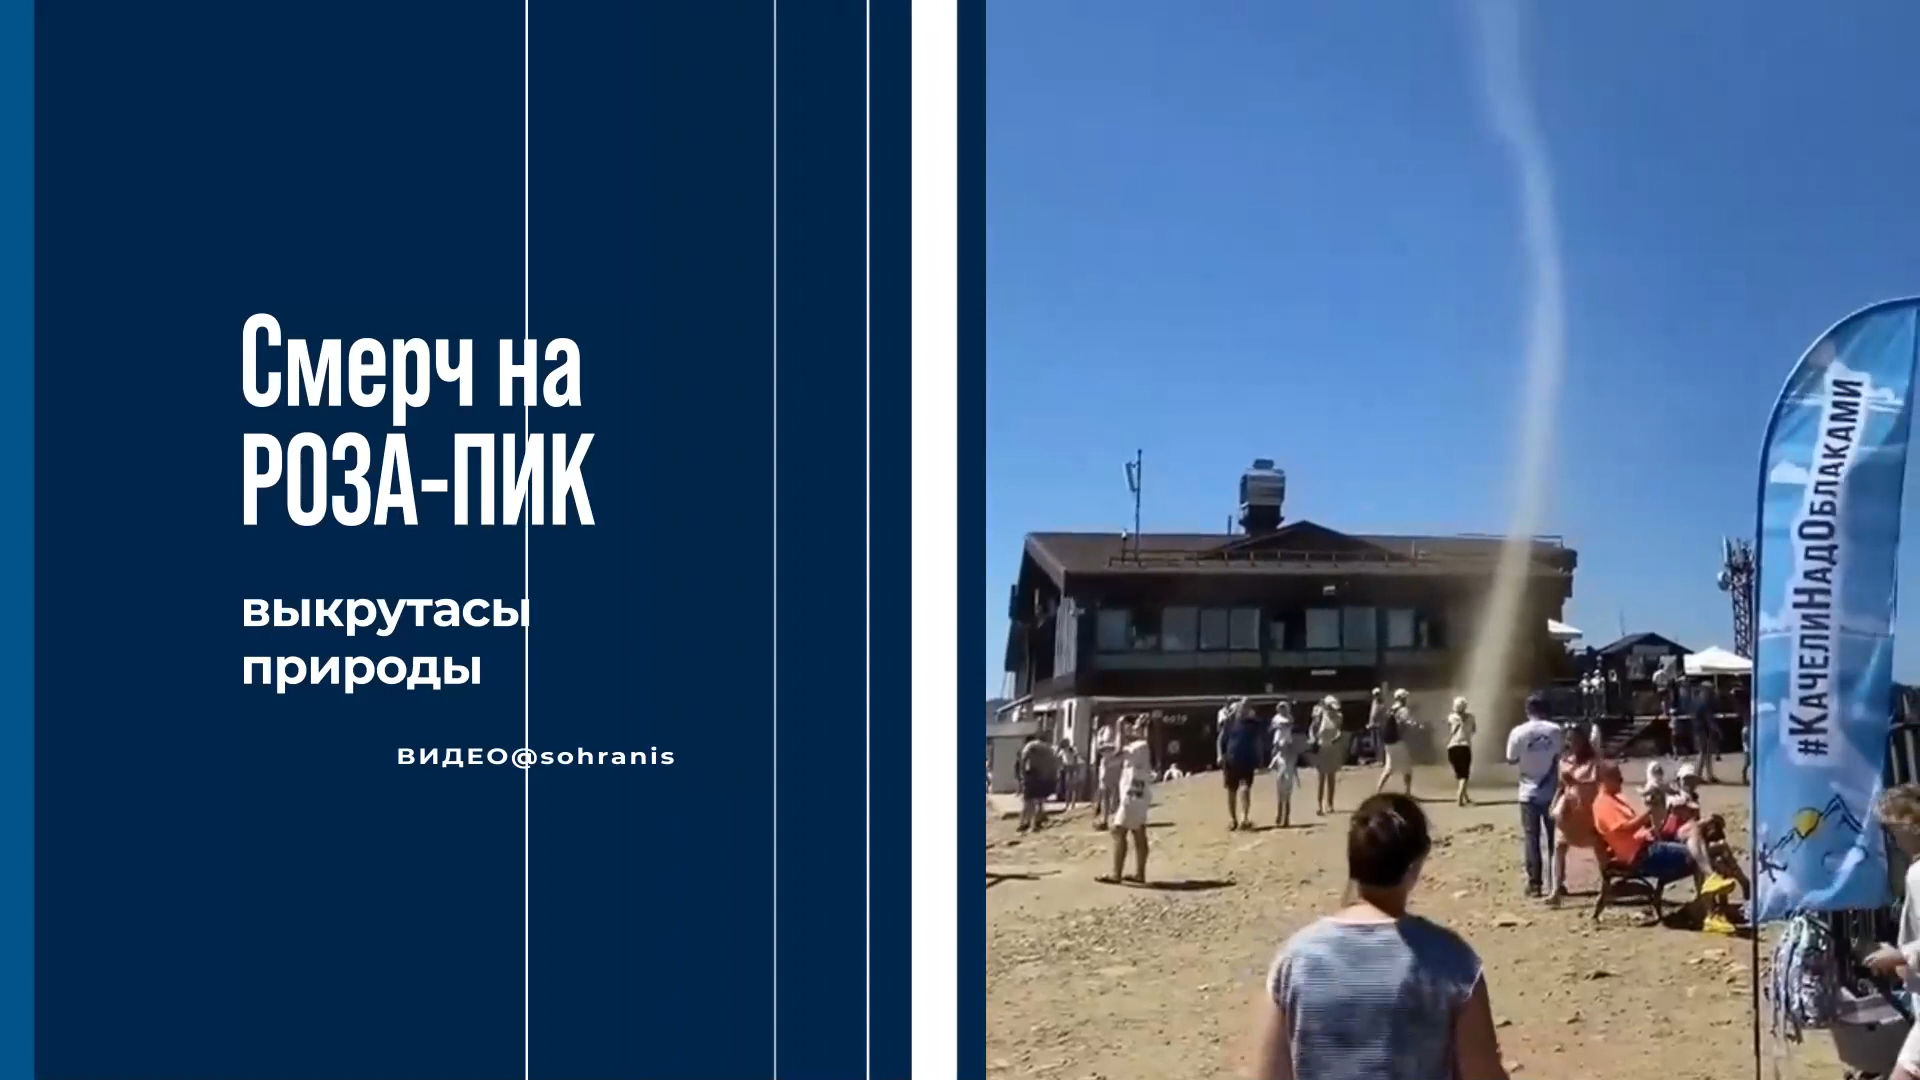 Смерч на
РОЗА-ПИК
выкрутасы
природы
ВИДЕО@sohranis
#КачелиНадОблаками